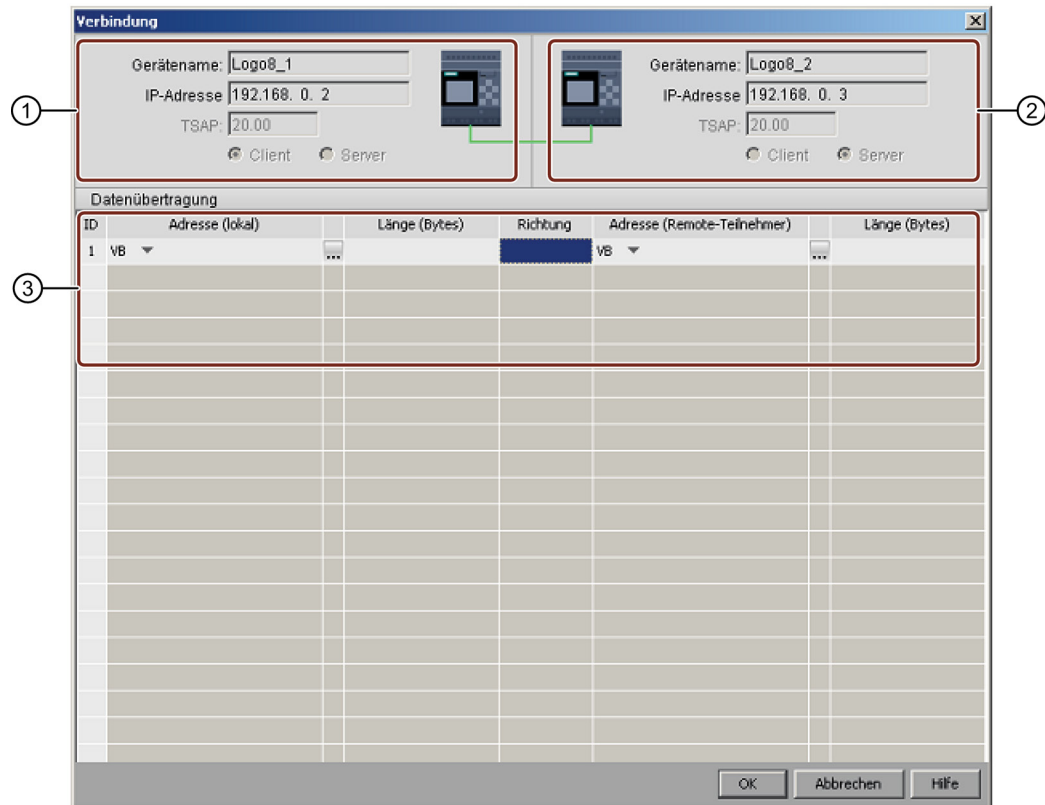 Verbindung
Gerätename: Logo8_1
IP-Adresse 192.168. 0. 2
TSAP: 20.00
Client Server
Gerätename: Logo8_2
IP-Adresse 192.168. 0. 3
TSAP: 20.00
Client Server
1
2
Datenübertragung
ID Adresse (lokal) Länge (Bytes) Richtung Adresse (Remote-Teilnehmer) Länge (Bytes)
1 VB ... VB ...
3
OK Abbrechen Hilfe